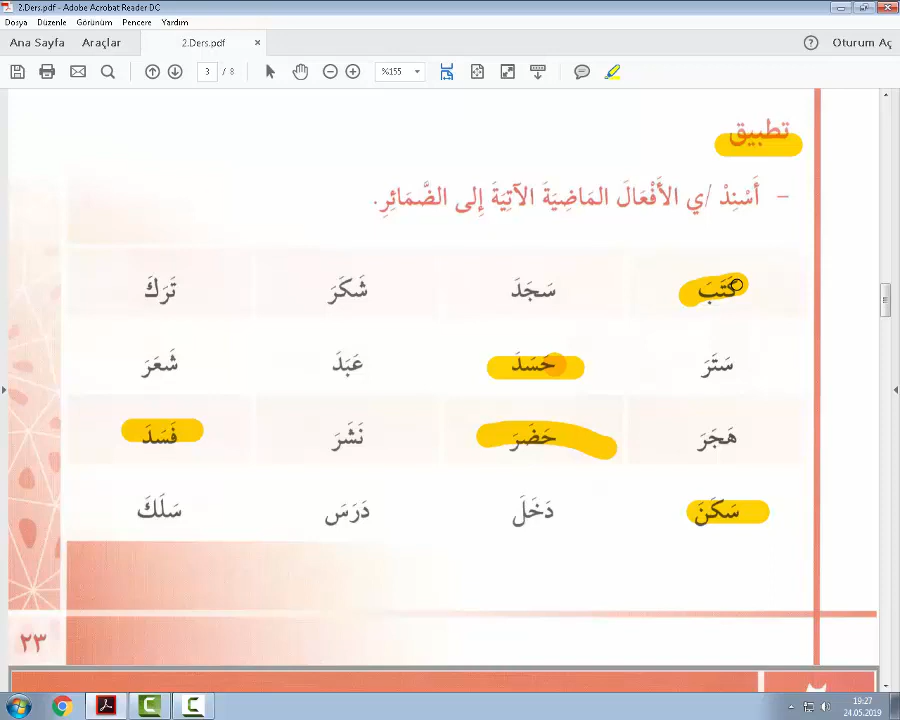 2.Ders.pdf - Adobe Acrobat Reader DC
Dosya Düzenle Görünüm Pencere Yardım
Ana Sayfa Araçlar 2.Ders.pdf × ? Oturum Aç
3 / 8 %155
تطبيق
- أَسْنِدْ /ي الأَفْعَالَ المَاضِيَةَ الآتِيَةَ إِلى الضَّمَائِرِ.
كَتَبَ سَجَدَ شَكَرَ تَرَكَ
سَتَرَ حَسَدَ عَبَدَ شَعَرَ
هَجَرَ حَضَرَ نَشَرَ فَسَدَ
سَكَنَ دَخَلَ دَرَسَ سَلَكَ
٢٣
19:27
24.05.2019